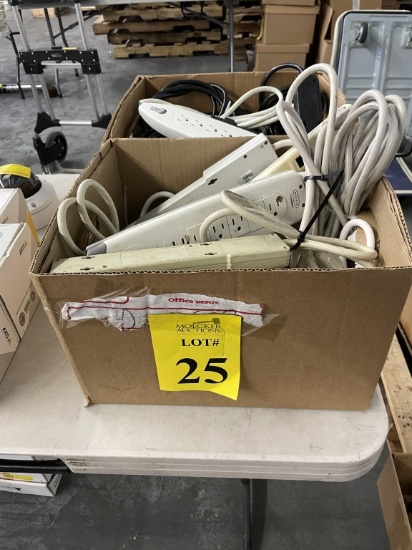 Office DEPOT
MOECKER
AUCTIONS
LOT#
25